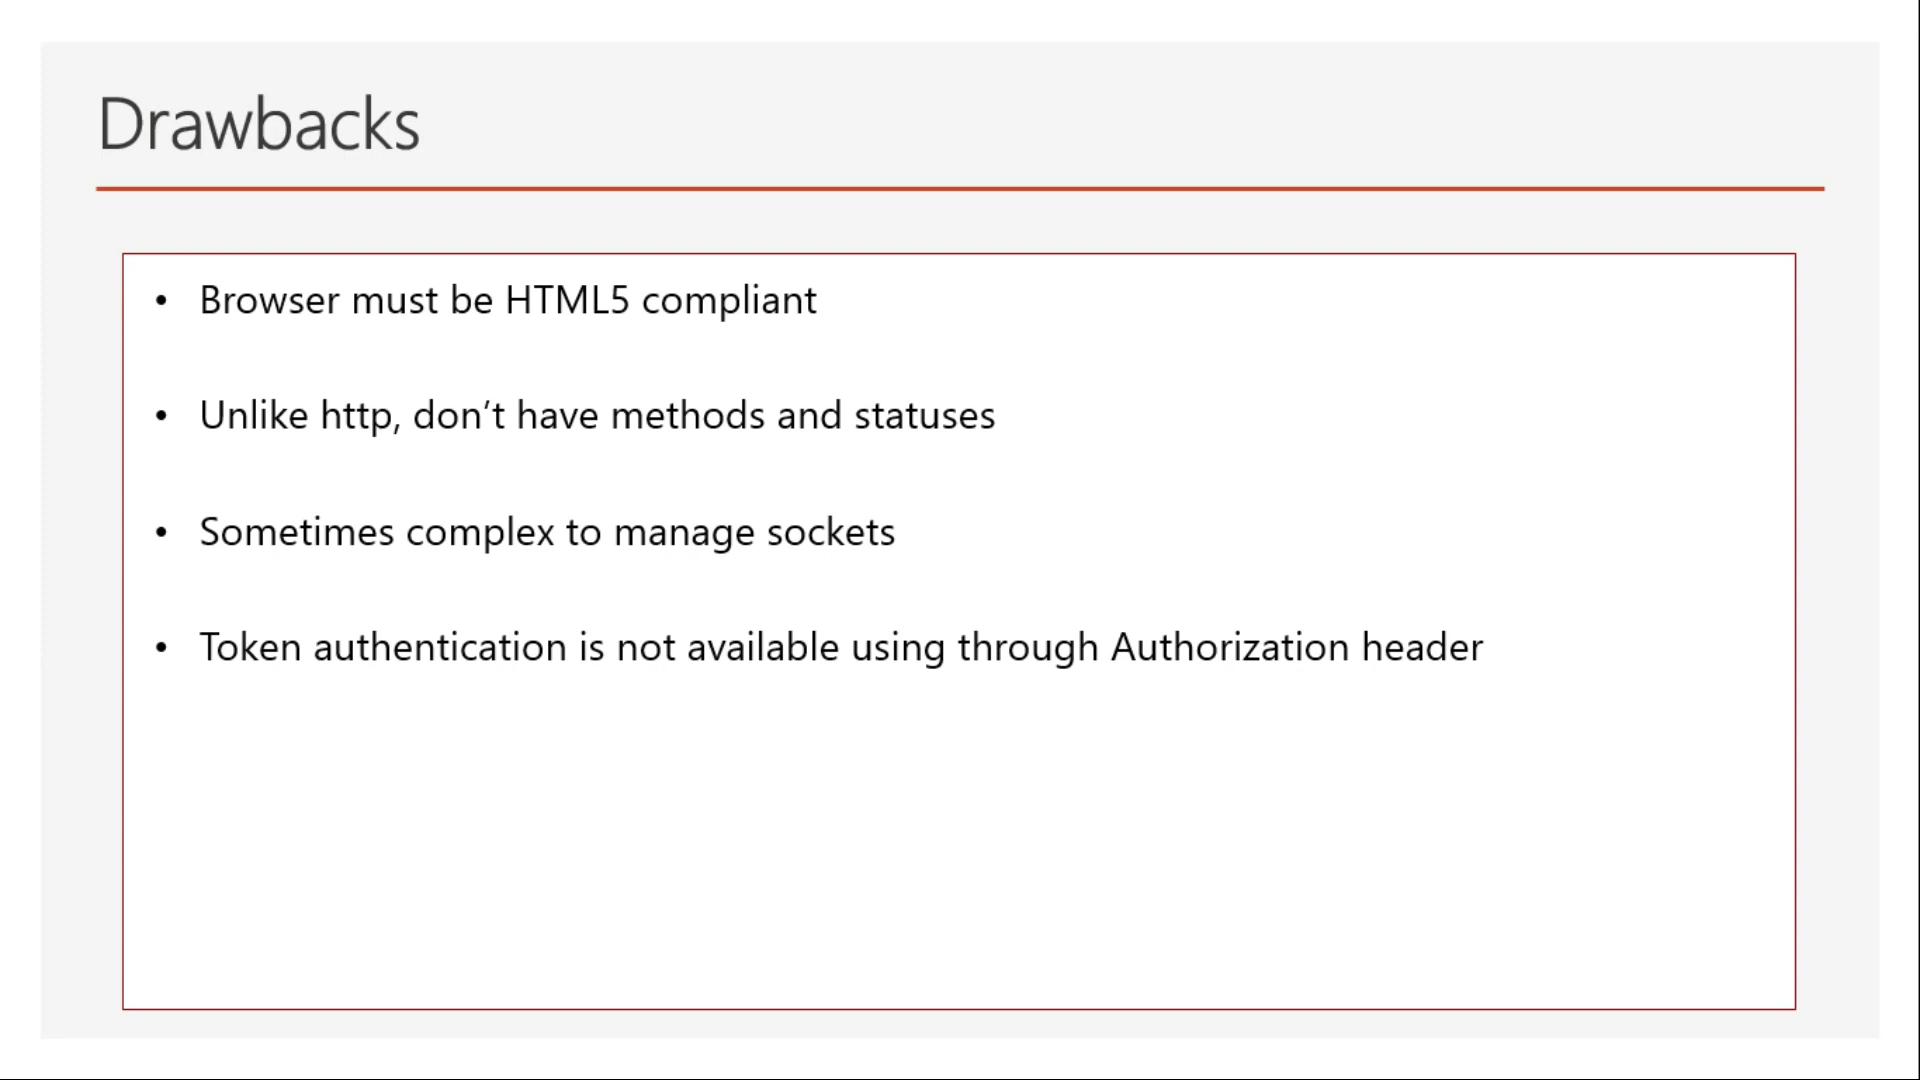 Drawbacks
• Browser must be HTML5 compliant
• Unlike http, don’t have methods and statuses
• Sometimes complex to manage sockets
• Token authentication is not available using through Authorization header